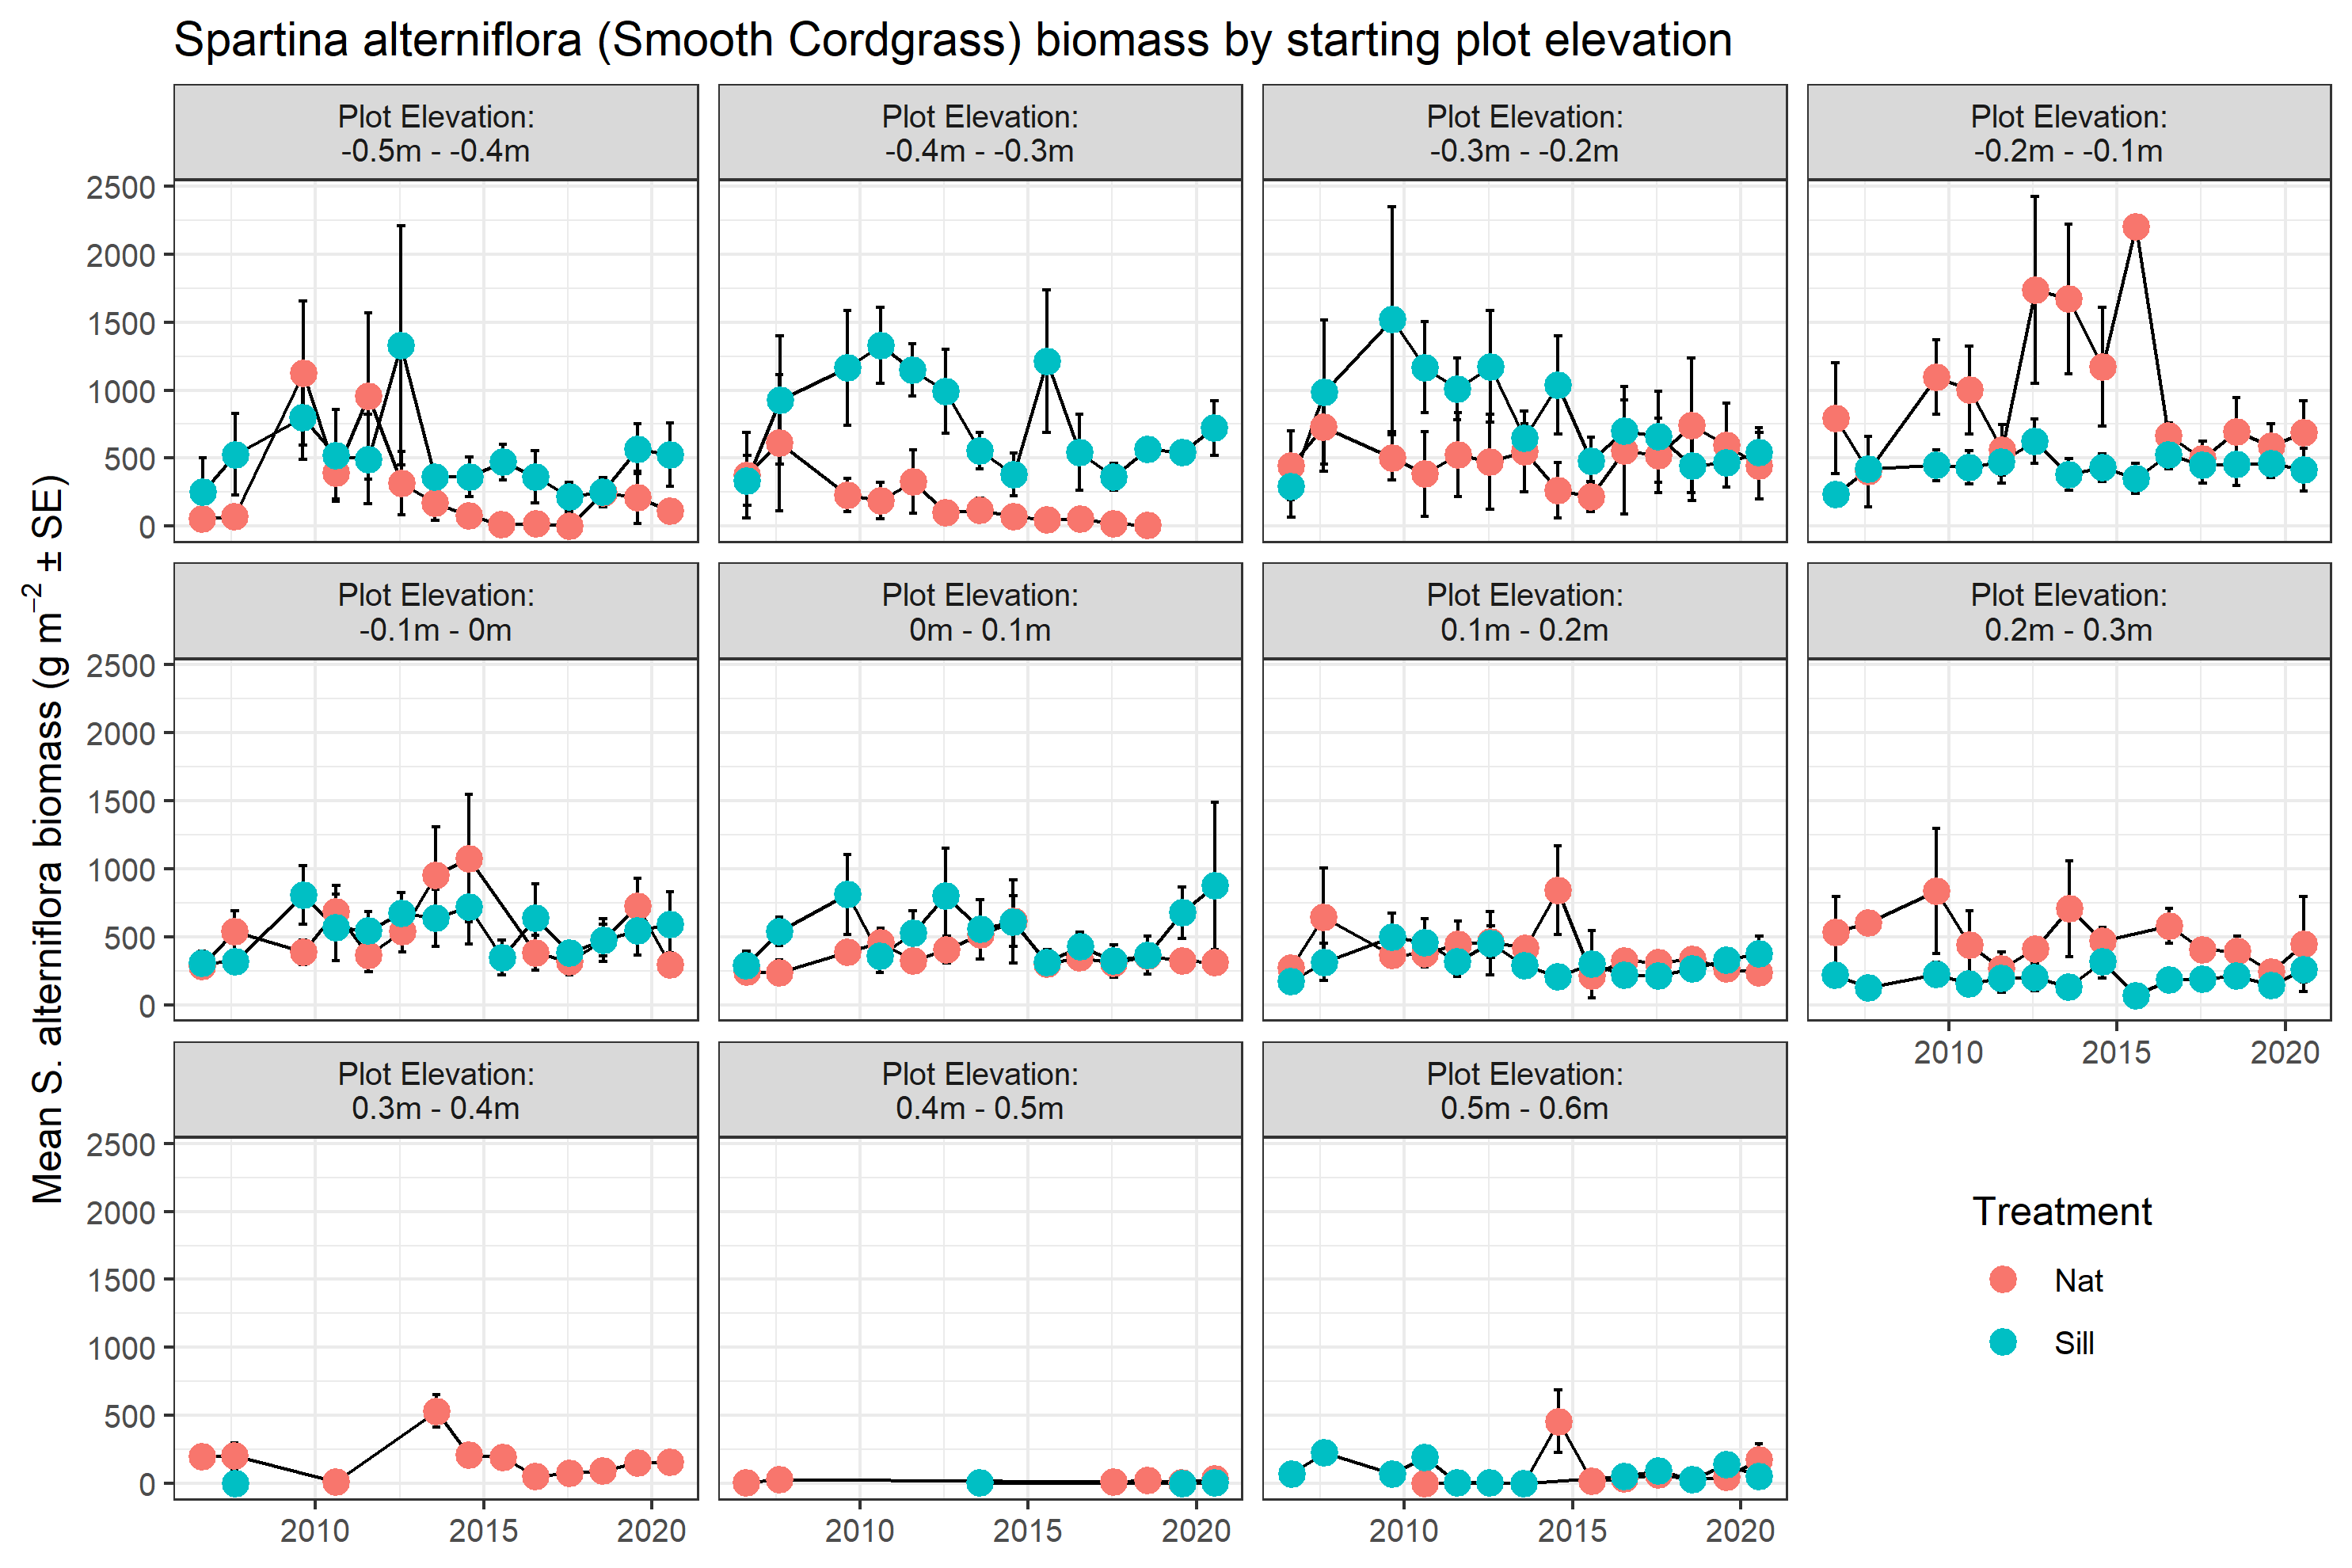 Spartina alterniflora (Smooth Cordgrass) biomass by starting plot elevation
Mean S. alterniflora biomass (g m⁻² ± SE)
Plot Elevation:
-0.5m - -0.4m
Plot Elevation:
-0.4m - -0.3m
Plot Elevation:
-0.3m - -0.2m
Plot Elevation:
-0.2m - -0.1m
2500
2000
1500
1000
500
0
Plot Elevation:
-0.1m - 0m
Plot Elevation:
0m - 0.1m
Plot Elevation:
0.1m - 0.2m
Plot Elevation:
0.2m - 0.3m
2500
2000
1500
1000
500
0
2010
2015
2020
Plot Elevation:
0.3m - 0.4m
Plot Elevation:
0.4m - 0.5m
Plot Elevation:
0.5m - 0.6m
2500
2000
1500
1000
500
0
2010
2015
2020
2010
2015
2020
2010
2015
2020
Treatment
Nat
Sill